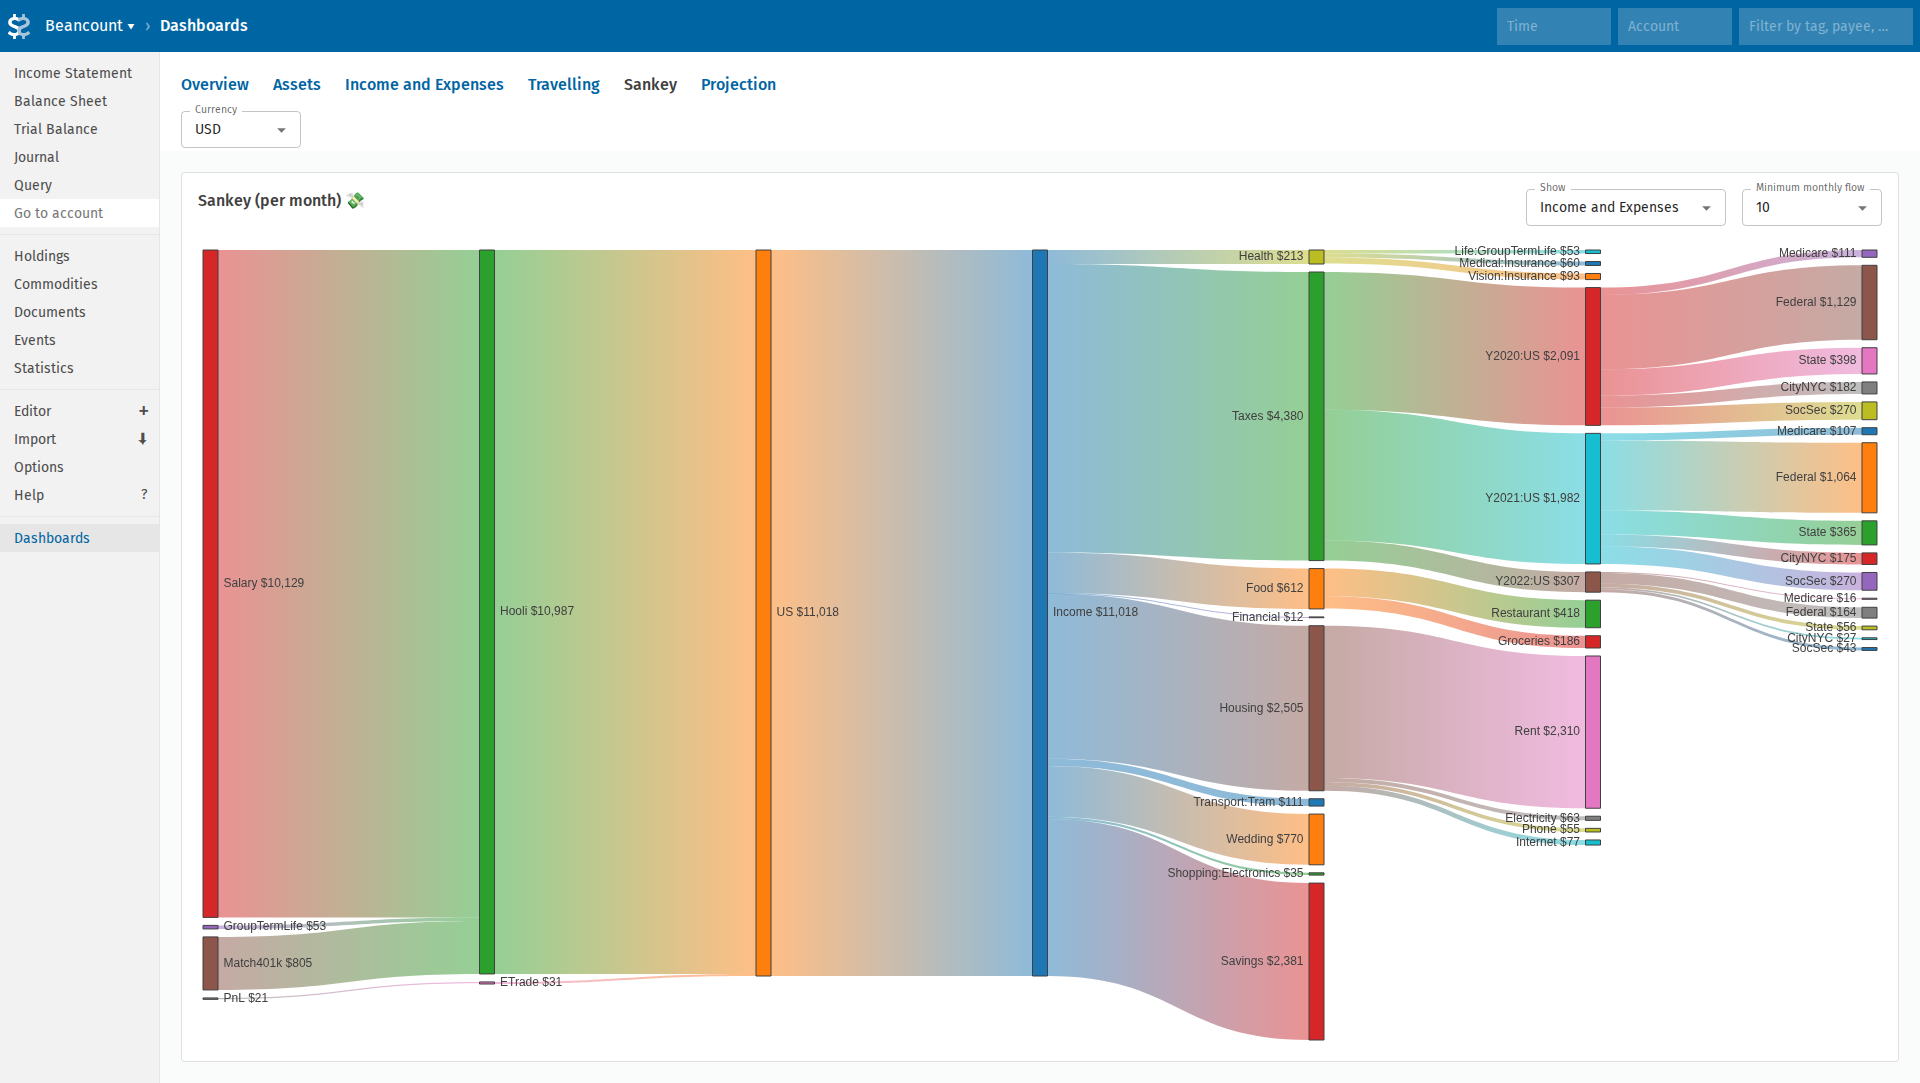 Beancount ▾ › Dashboards
Time
Account
Filter by tag, payee, ...
Income Statement
Balance Sheet
Trial Balance
Journal
Query
Go to account
Holdings
Commodities
Documents
Events
Statistics
Editor +
Import ⬇
Options
Help ?
Dashboards
Overview Assets Income and Expenses Travelling Sankey Projection
Currency
USD
Sankey (per month) 💸
Show
Income and Expenses
Minimum monthly flow
10
Salary $10,129
GroupTermLife $53
Match401k $805
PnL $21
Hooli $10,987
ETrade $31
US $11,018
Income $11,018
Health $213
Taxes $4,380
Food $612
Financial $12
Housing $2,505
Transport:Tram $111
Wedding $770
Shopping:Electronics $35
Savings $2,381
Life:GroupTermLife $53
Medical:Insurance $60
Vision:Insurance $93
Y2020:US $2,091
Y2021:US $1,982
Y2022:US $307
Restaurant $418
Groceries $186
Rent $2,310
Electricity $63
Phone $55
Internet $77
Medicare $111
Federal $1,129
State $398
CityNYC $182
SocSec $270
Medicare $107
Federal $1,064
State $365
CityNYC $175
SocSec $270
Medicare $16
Federal $164
State $56
CityNYC $27
SocSec $43